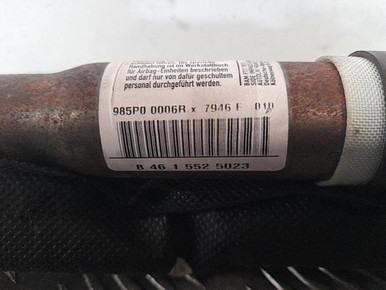 Handhabung ist im Werkstattbuch
für Airbag-Einheiten beschrieben
und darf nur von dafür geschultem
personal durchgeführt werden.
985P0 0006R x 7946 F 010
8 46 1 552 5023